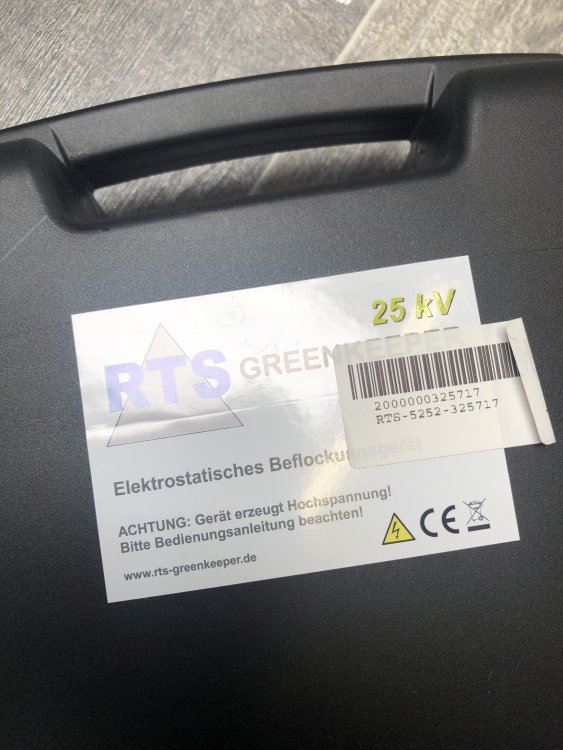 25 kV
RTS GREENKEEPER
2000000325717
RTS-5252-325717
Elektrostatisches Beflockungsgerät
ACHTUNG: Gerät erzeugt Hochspannung!
Bitte Bedienungsanleitung beachten!
CE
www.rts-greenkeeper.de